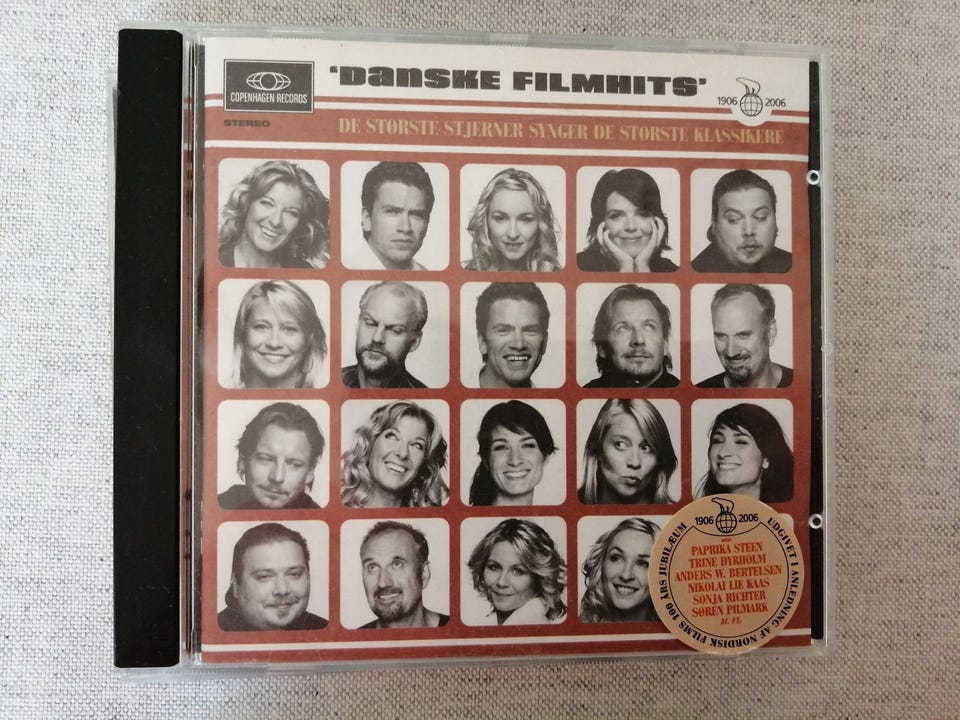 'DANSKE FILMHITS'
COPENHAGEN RECORDS
1906 2006
STEREO
DE STØRSTE STJERNER SYNGER DE STØRSTE KLASSIKERE
1906 2006
UDGIVET I ANLEDNING AF NORDISK FILMS 100 ÅRS JUBILÆUM
PAPRIKA STEEN
TRINE DYRHOLM
ANDERS W. BERTELSEN
NIKOLAJ LIE KAAS
SONJA RICHTER
SØREN PILMARK
M. FL